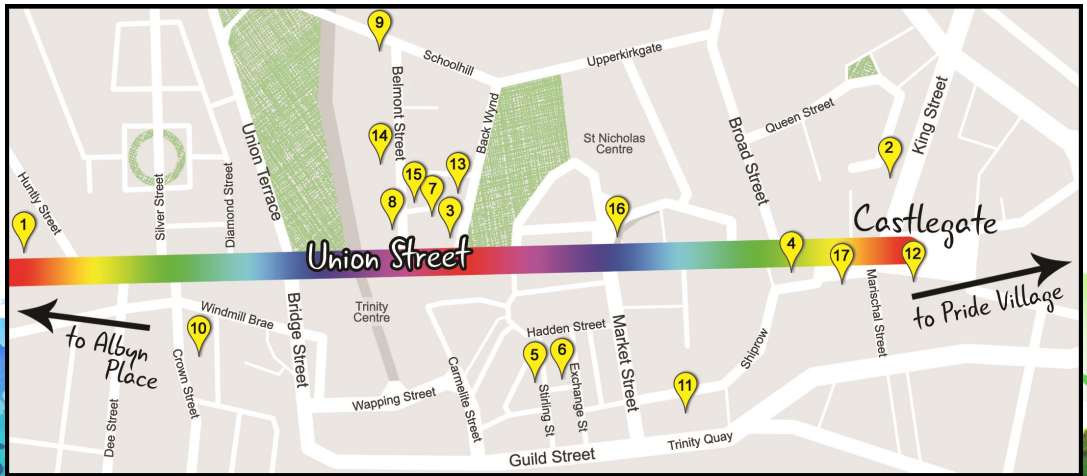 9
Schoolhill
Upperkirkgate
Belmont Street
Back Wynd
King Street
Queen Street
Broad Street
Union Terrace
14
St Nicholas
Centre
2
13
15
7
Huntly Street
Silver Street
Diamond Street
1
8
3
16
Castlegate
4
17
12
Union Street
to Albyn
Place
to Pride Village
Marischal Street
Windmill Brae
Bridge Street
Trinity
Centre
10
Crown Street
Dee Street
Hadden Street
5
6
Market Street
Shiprow
Carmelite Street
Stirling St
Exchange St
11
Wapping Street
Trinity Quay
Guild Street